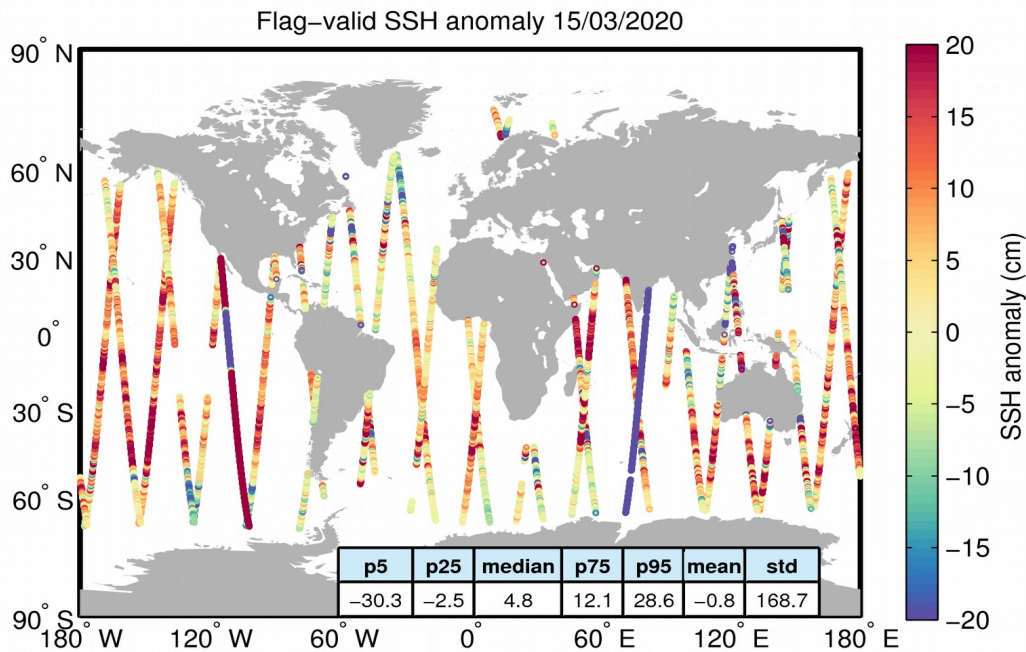 Flag−valid SSH anomaly 15/03/2020
90° N
60° N
30° N
0°
30° S
60° S
90° S
180° W
120° W
60° W
0°
60° E
120° E
180° E
p5 p25 median p75 p95 mean std
−30.3 −2.5 4.8 12.1 28.6 −0.8 168.7
20
15
10
5
0
−5
−10
−15
−20
SSH anomaly (cm)